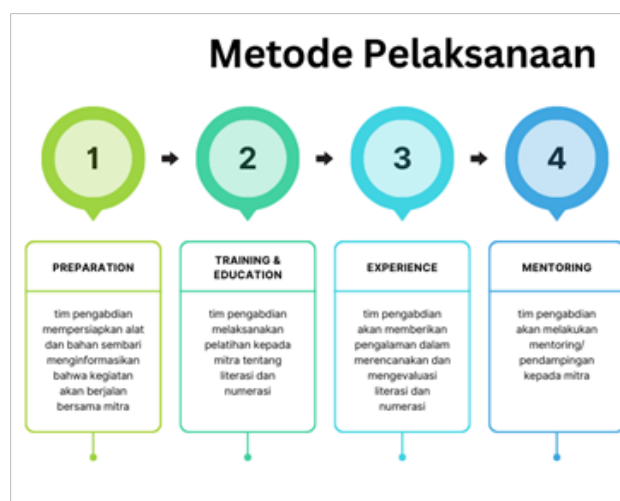 Metode Pelaksanaan
1
2
3
4
PREPARATION
tim pengabdian
mempersiapkan alat
dan bahan sembari
menginformasikan
bahwa kegiatan
akan berjalan
bersama mitra
TRAINING &
EDUCATION
tim pengabdian
melaksanakan
pelatihan kepada
mitra tentang
literasi dan
numerasi
EXPERIENCE
tim pengabdian
akan memberikan
pengalaman dalam
merencanakan dan
mengevaluasi
literasi dan
numerasi
MENTORING
tim pengabdian
akan melakukan
mentoring/
pendampingan
kepada mitra